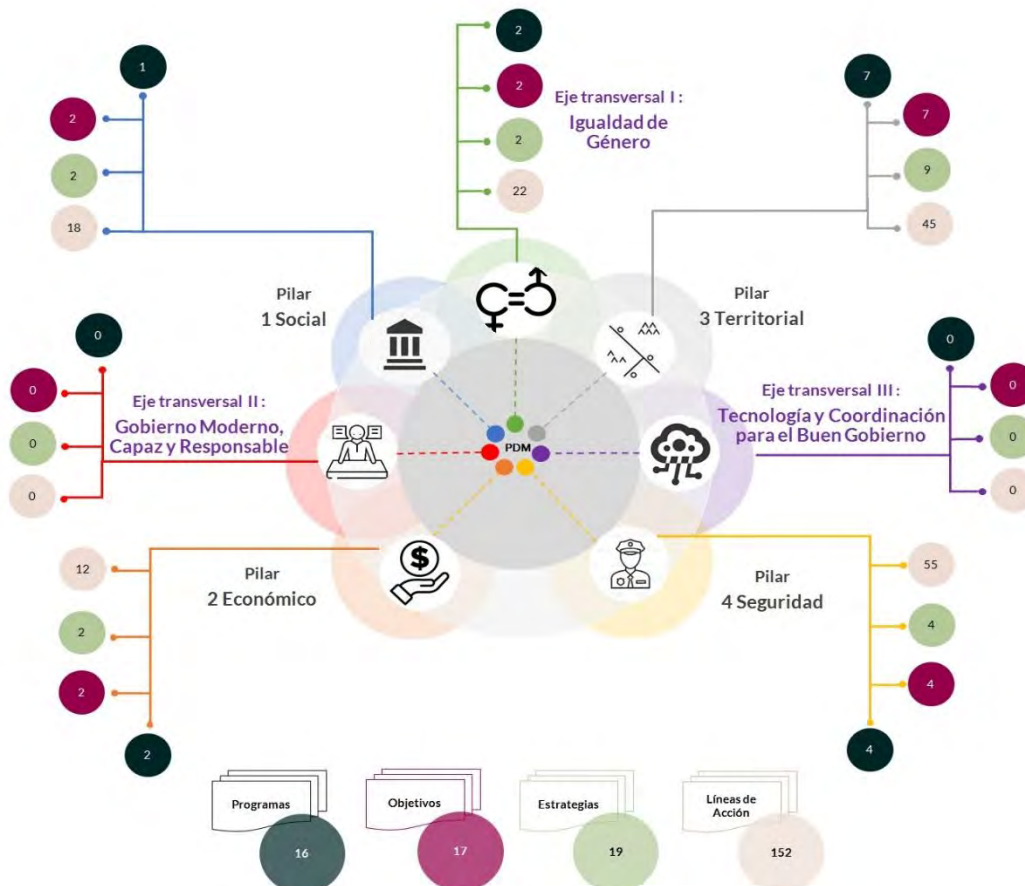 2
1
2
Eje transversal I :
Igualdad de
Género
7
2
7
2
2
9
18
22
45
Pilar
1 Social
Pilar
3 Territorial
0
0
0
0
Eje transversal II :
Gobierno Moderno,
Capaz y Responsable
Eje transversal III :
Tecnología y Coordinación
para el Buen Gobierno
0
0
0
0
PDM
12
Pilar
2 Económico
$
Pilar
4 Seguridad
55
2
4
2
4
2
4
Programas
16
Objetivos
17
Estrategias
19
Líneas de
Acción
152